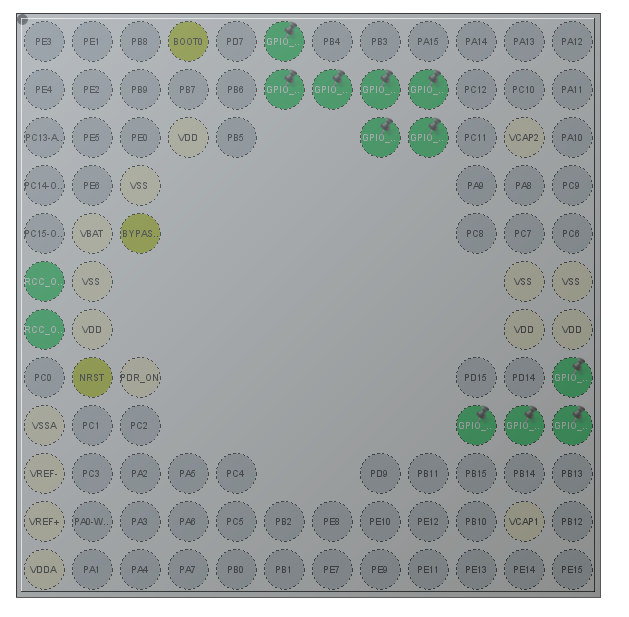 PE3 PE1 PB8 BOOT0 PD7 GPIO_... PB4 PB3 PA15 PA14 PA13 PA12
PE4 PE2 PB9 PB7 PB6 GPIO_... GPIO_... GPIO_... GPIO_... PC12 PC10 PA11
PC13-A.. PE5 PE0 VDD PB5 GPIO_... GPIO_... PC11 VCAP2 PA10
PC14-O.. PE6 VSS PA9 PA8 PC9
PC15-O.. VBAT BYPAS.. PC8 PC7 PC6
RCC_O.. VSS VSS VSS
RCC_O.. VDD VDD VDD
PC0 NRST PDR_ON PD15 PD14 GPIO_...
VSSA PC1 PC2 GPIO_... GPIO_... GPIO_...
VREF- PC3 PA2 PA5 PC4 PD9 PB11 PB15 PB14 PB13
VREF+ PA0-W.. PA3 PA6 PC5 PB2 PE8 PE10 PE12 PB10 VCAP1 PB12
VDDA PA1 PA4 PA7 PB0 PB1 PE7 PE9 PE11 PE13 PE14 PE15